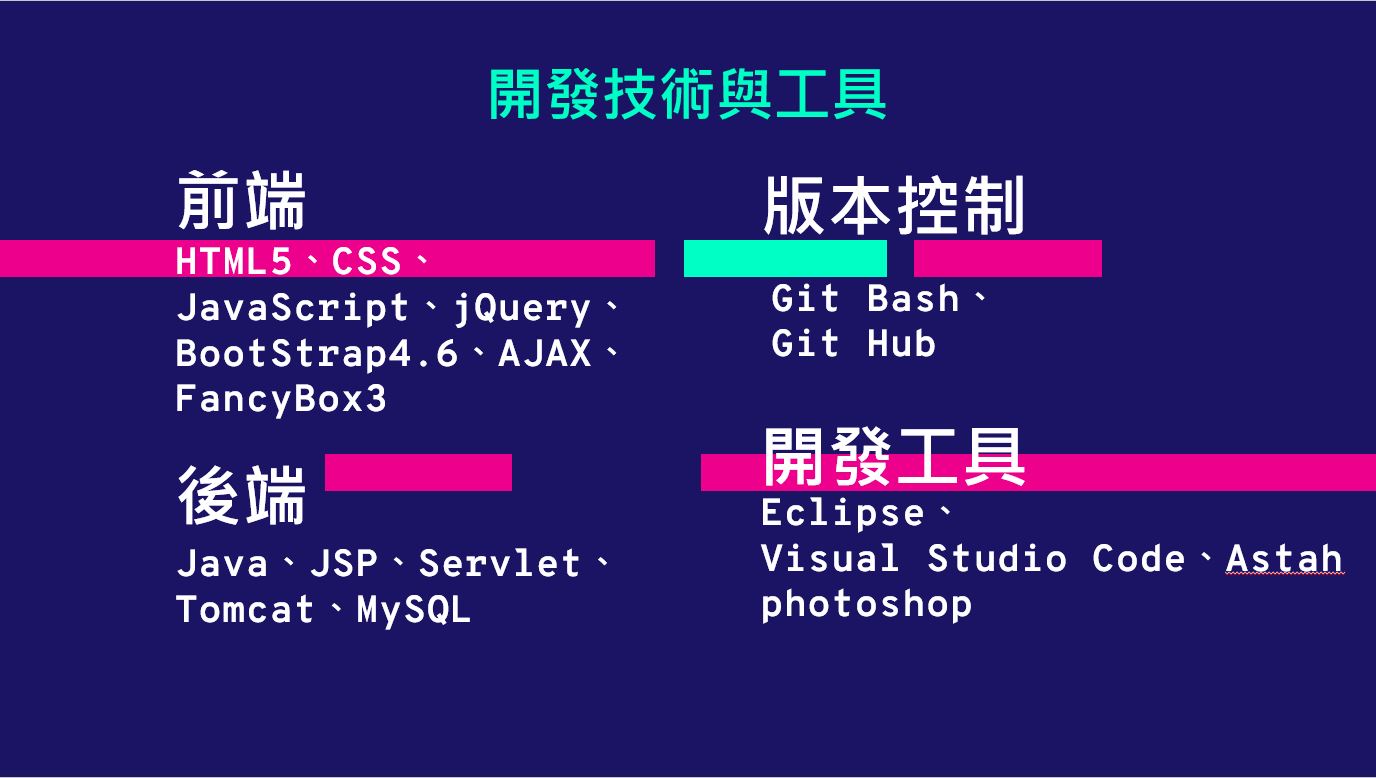 開發技術與工具
前端
HTML5、CSS、
JavaScript、jQuery、
BootStrap4.6、AJAX、
FancyBox3
後端
Java、JSP、Servlet、
Tomcat、MySQL
版本控制
Git Bash、
Git Hub
開發工具
Eclipse、
Visual Studio Code、Astah
photoshop